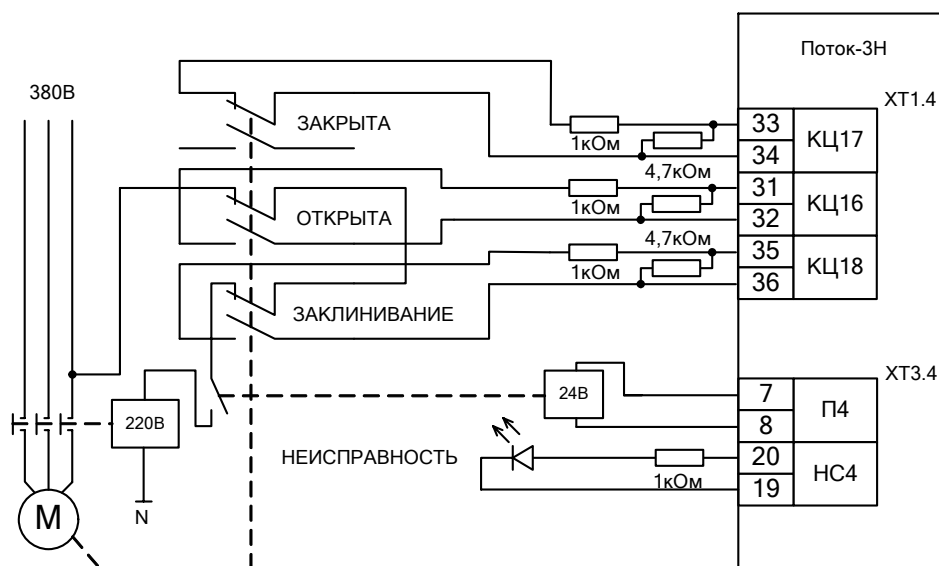 Поток-3Н
380В
XT1.4
ЗАКРЫТА
1кОм
33
34
КЦ17
4,7кОм
ОТКРЫТА
1кОм
31
32
КЦ16
4,7кОм
ЗАКЛИНИВАНИЕ
1кОм
35
36
КЦ18
XT3.4
220В
24В
7
8
П4
НЕИСПРАВНОСТЬ
1кОм
20
19
НС4
N
М